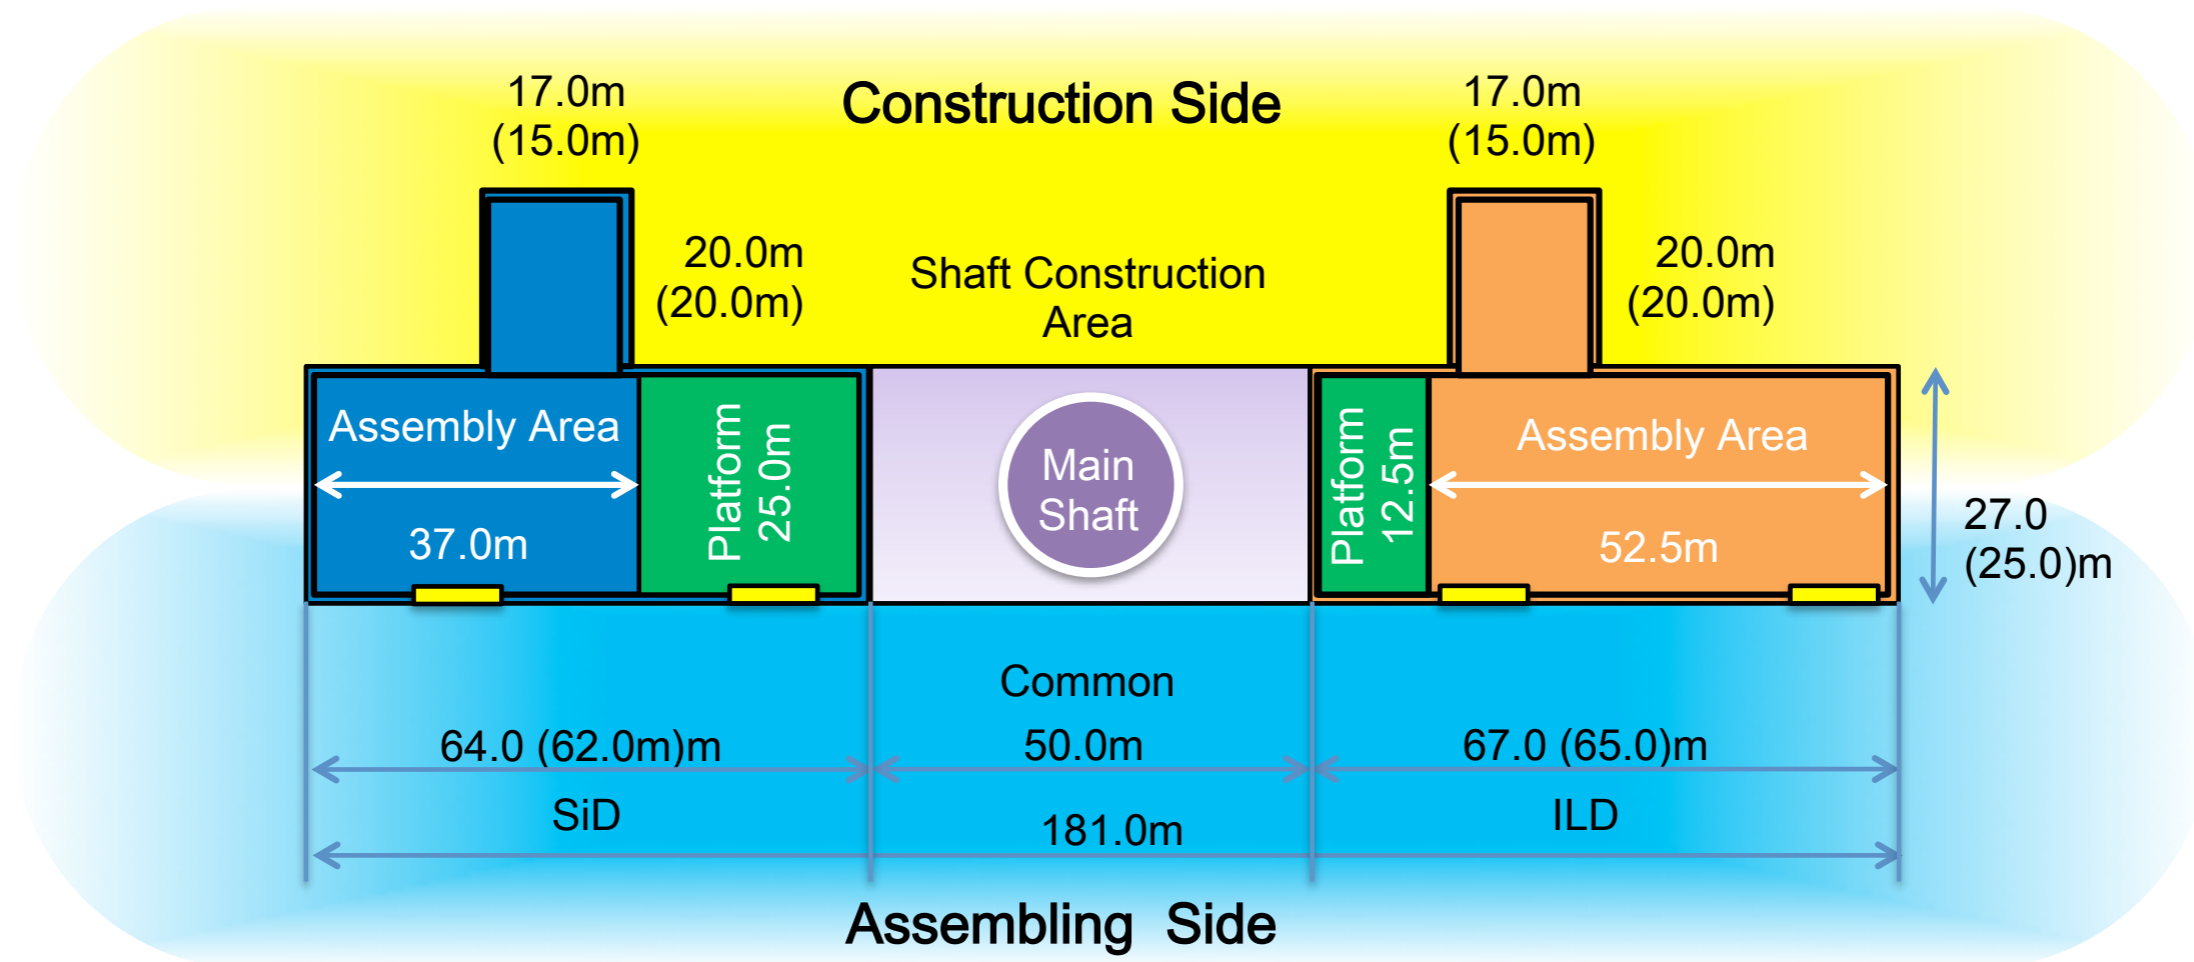 Construction Side
17.0m
(15.0m)
17.0m
(15.0m)
20.0m
(20.0m)
Shaft Construction
Area
20.0m
(20.0m)
Assembly Area
37.0m
Platform
25.0m
Main
Shaft
Platform
12.5m
Assembly Area
52.5m
27.0
(25.0)m
Common
64.0 (62.0m)m
50.0m
67.0 (65.0)m
SiD
181.0m
ILD
Assembling  Side